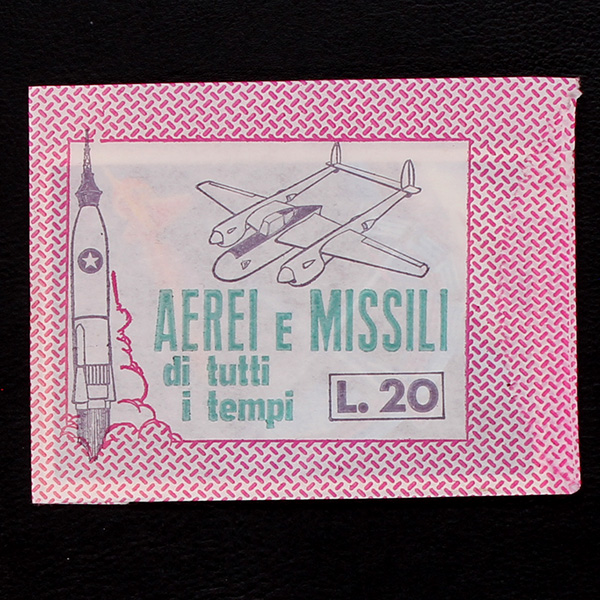 AEREI E MISSILI
di tutti
i tempi
L. 20